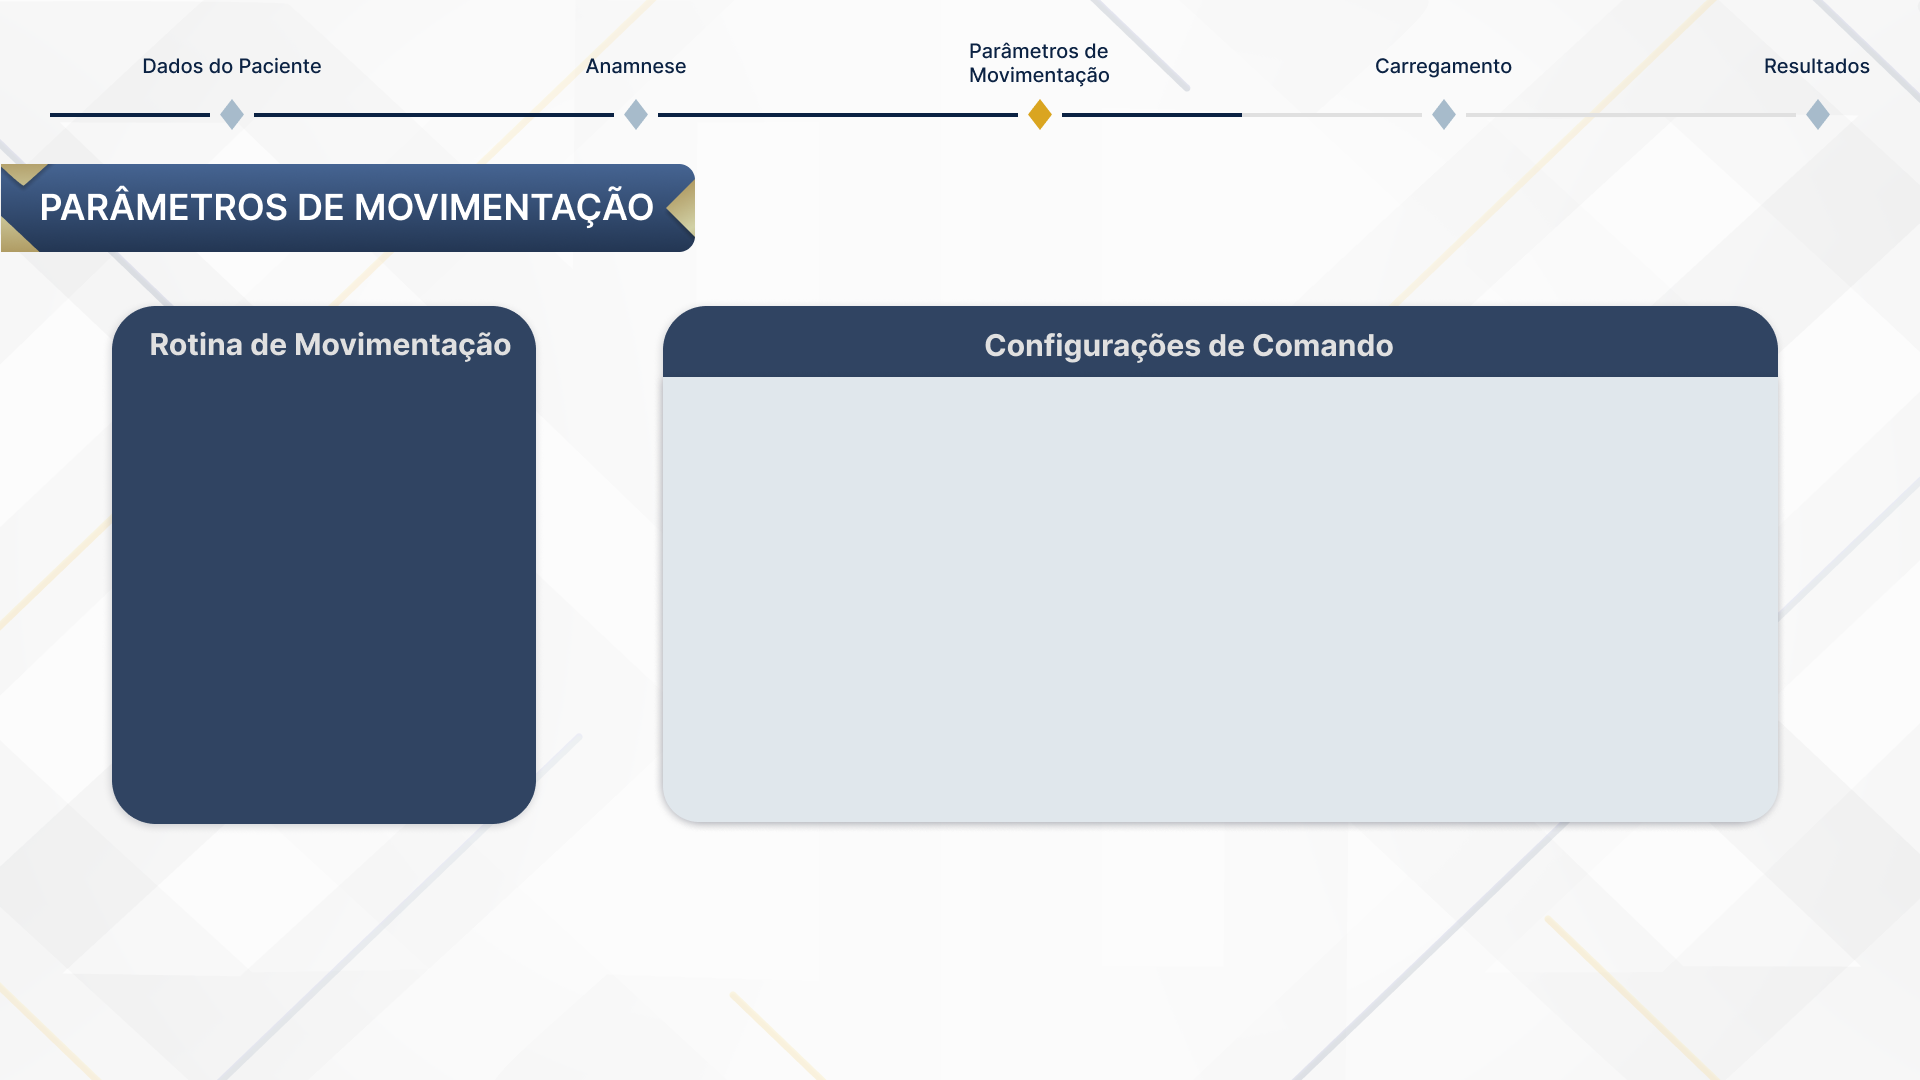 Dados do Paciente
Anamnese
Parâmetros de
Movimentação
Carregamento
Resultados
PARÂMETROS DE MOVIMENTAÇÃO
Rotina de Movimentação
Configurações de Comando